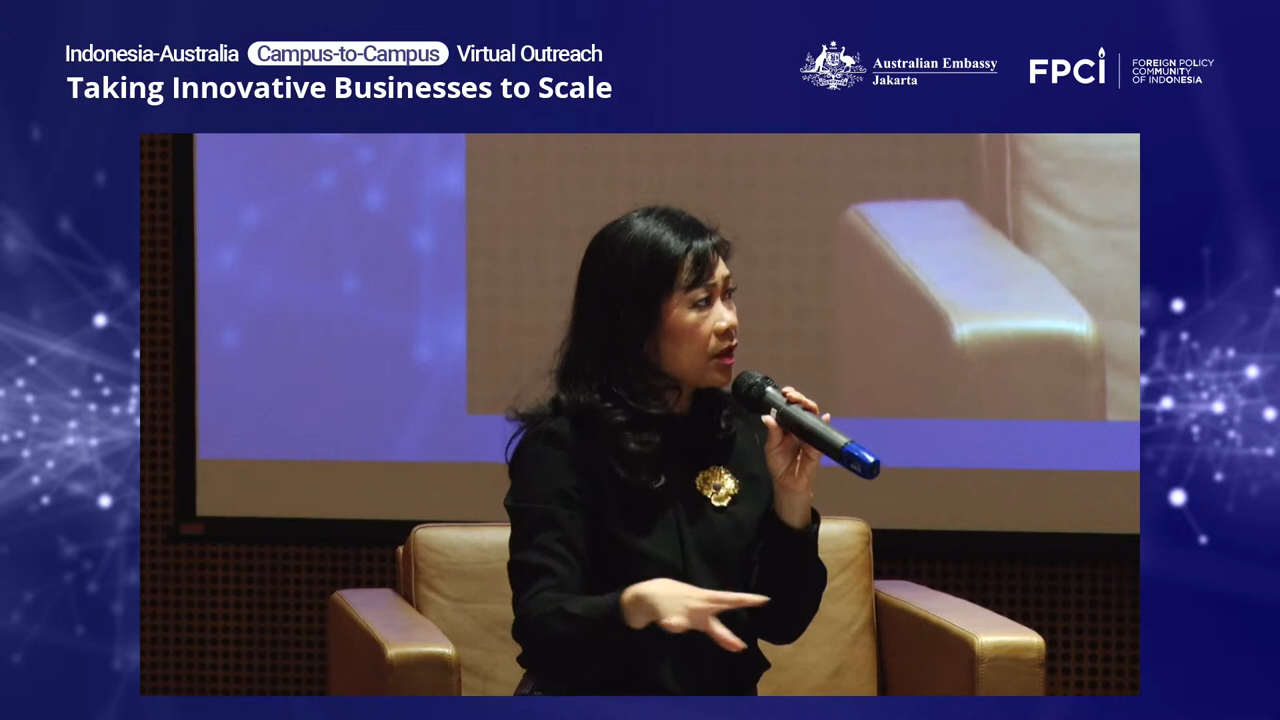 Indonesia-Australia Campus-to-Campus Virtual Outreach
Taking Innovative Businesses to Scale
Australian Embassy
Jakarta
FPCI
FOREIGN POLICY
COMMUNITY
OF INDONESIA